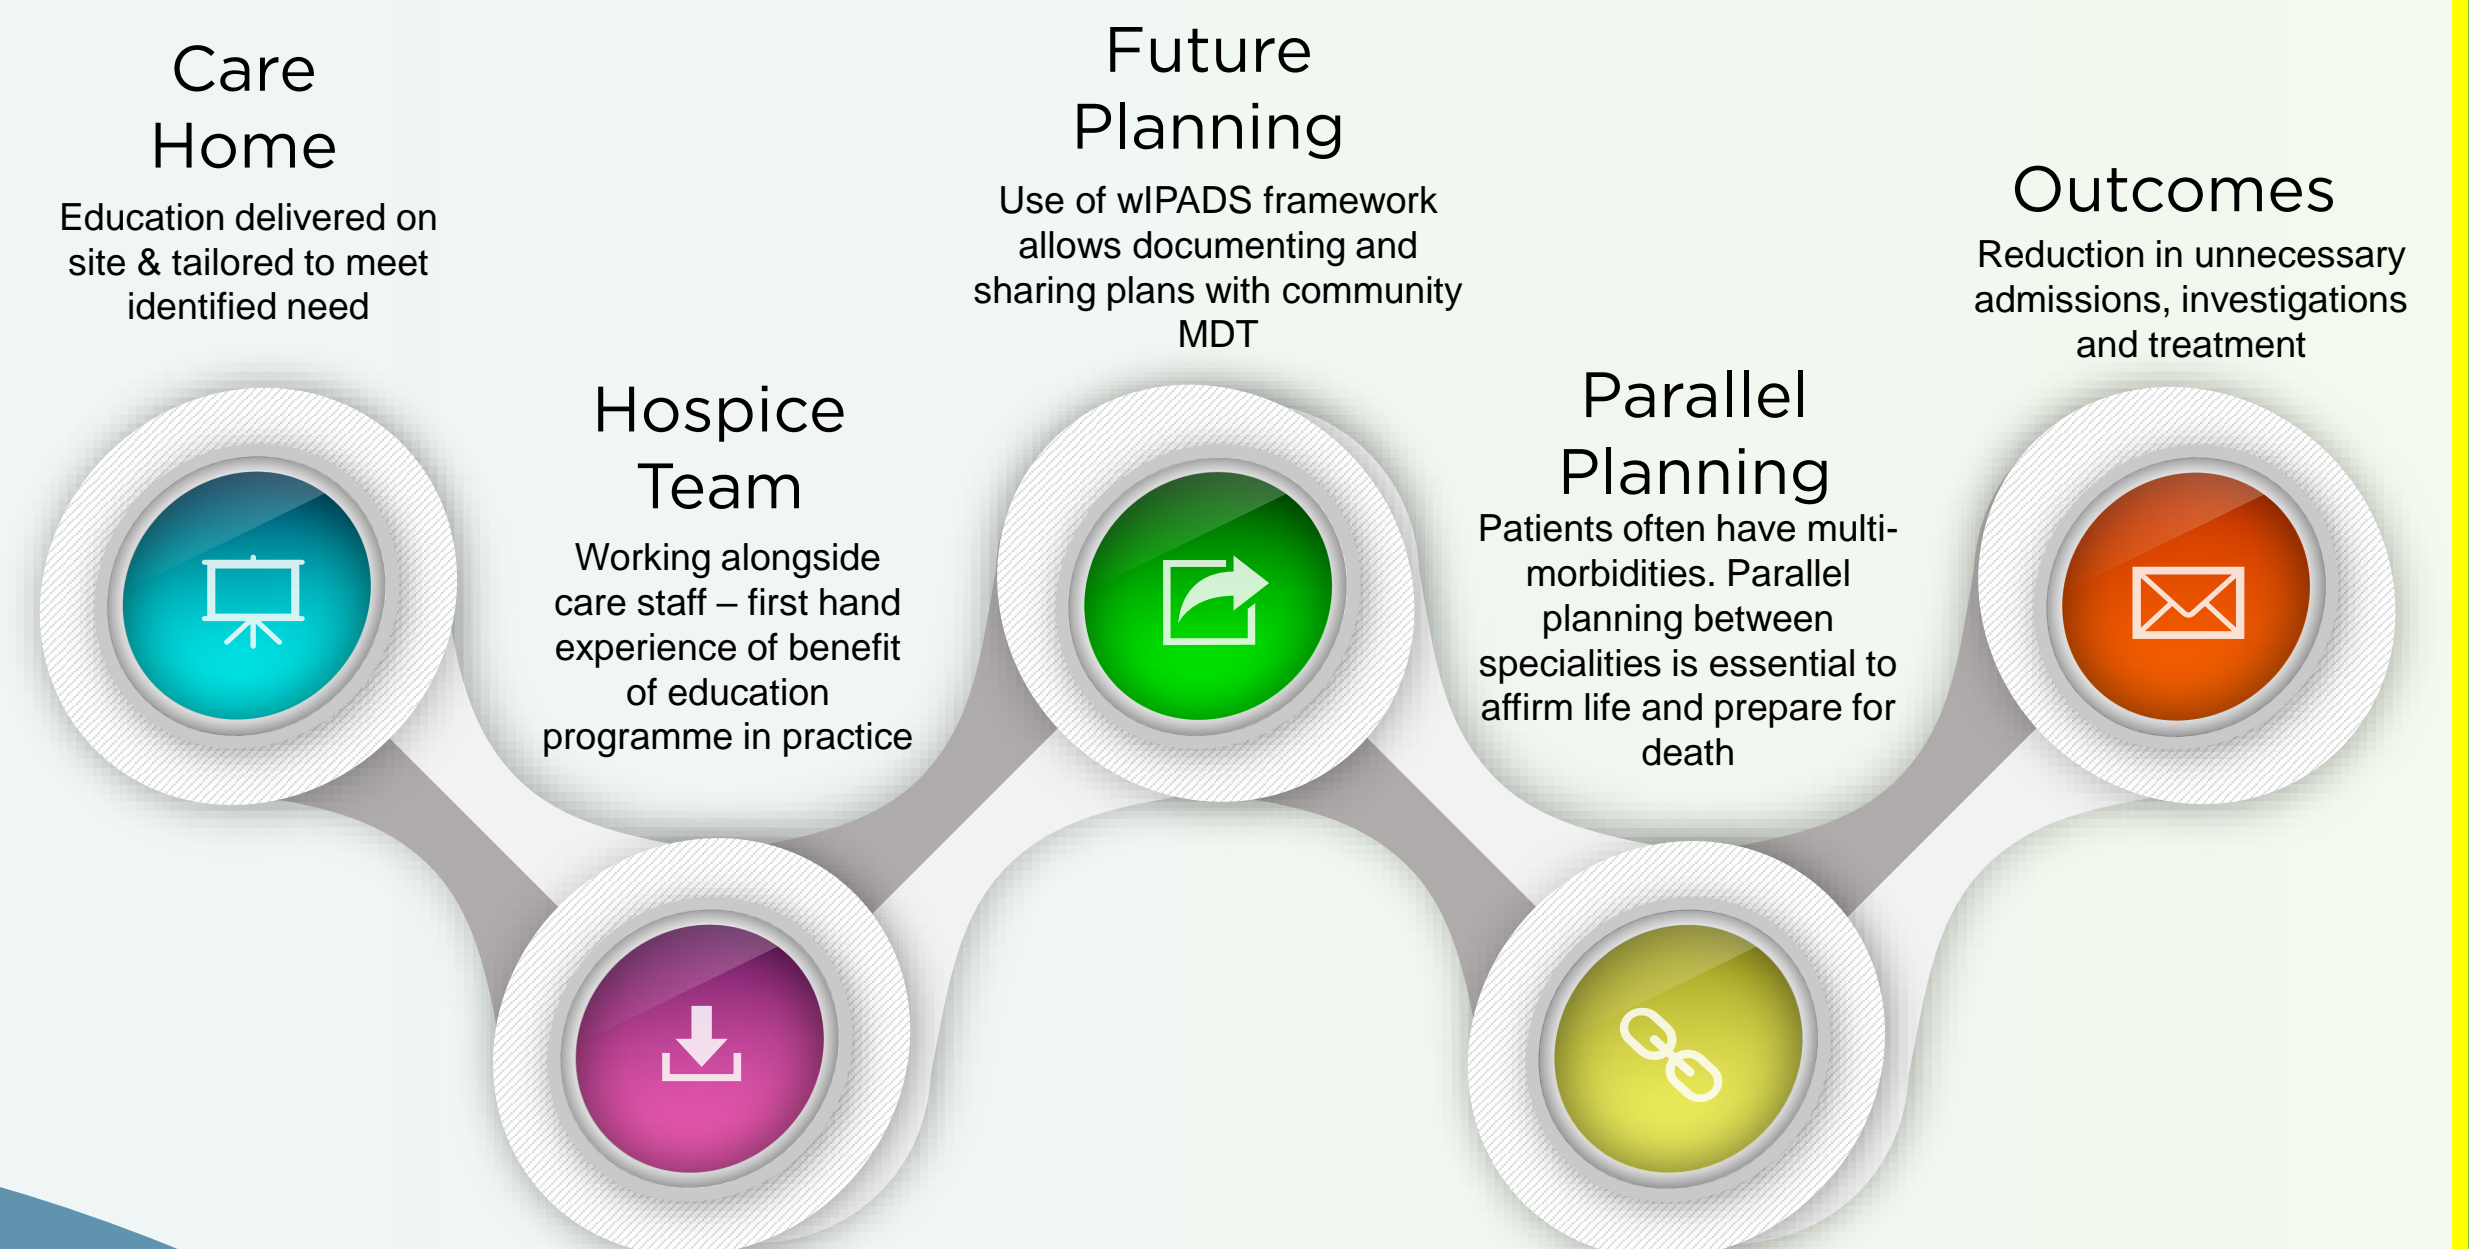 Care
Home
Education delivered on
site & tailored to meet
identified need
Hospice
Team
Working alongside
care staff – first hand
experience of benefit
of education
programme in practice
Future
Planning
Use of wIPADS framework
allows documenting and
sharing plans with community
MDT
Parallel
Planning
Patients often have multi-
morbidities. Parallel
planning between
specialities is essential to
affirm life and prepare for
death
Outcomes
Reduction in unnecessary
admissions, investigations
and treatment